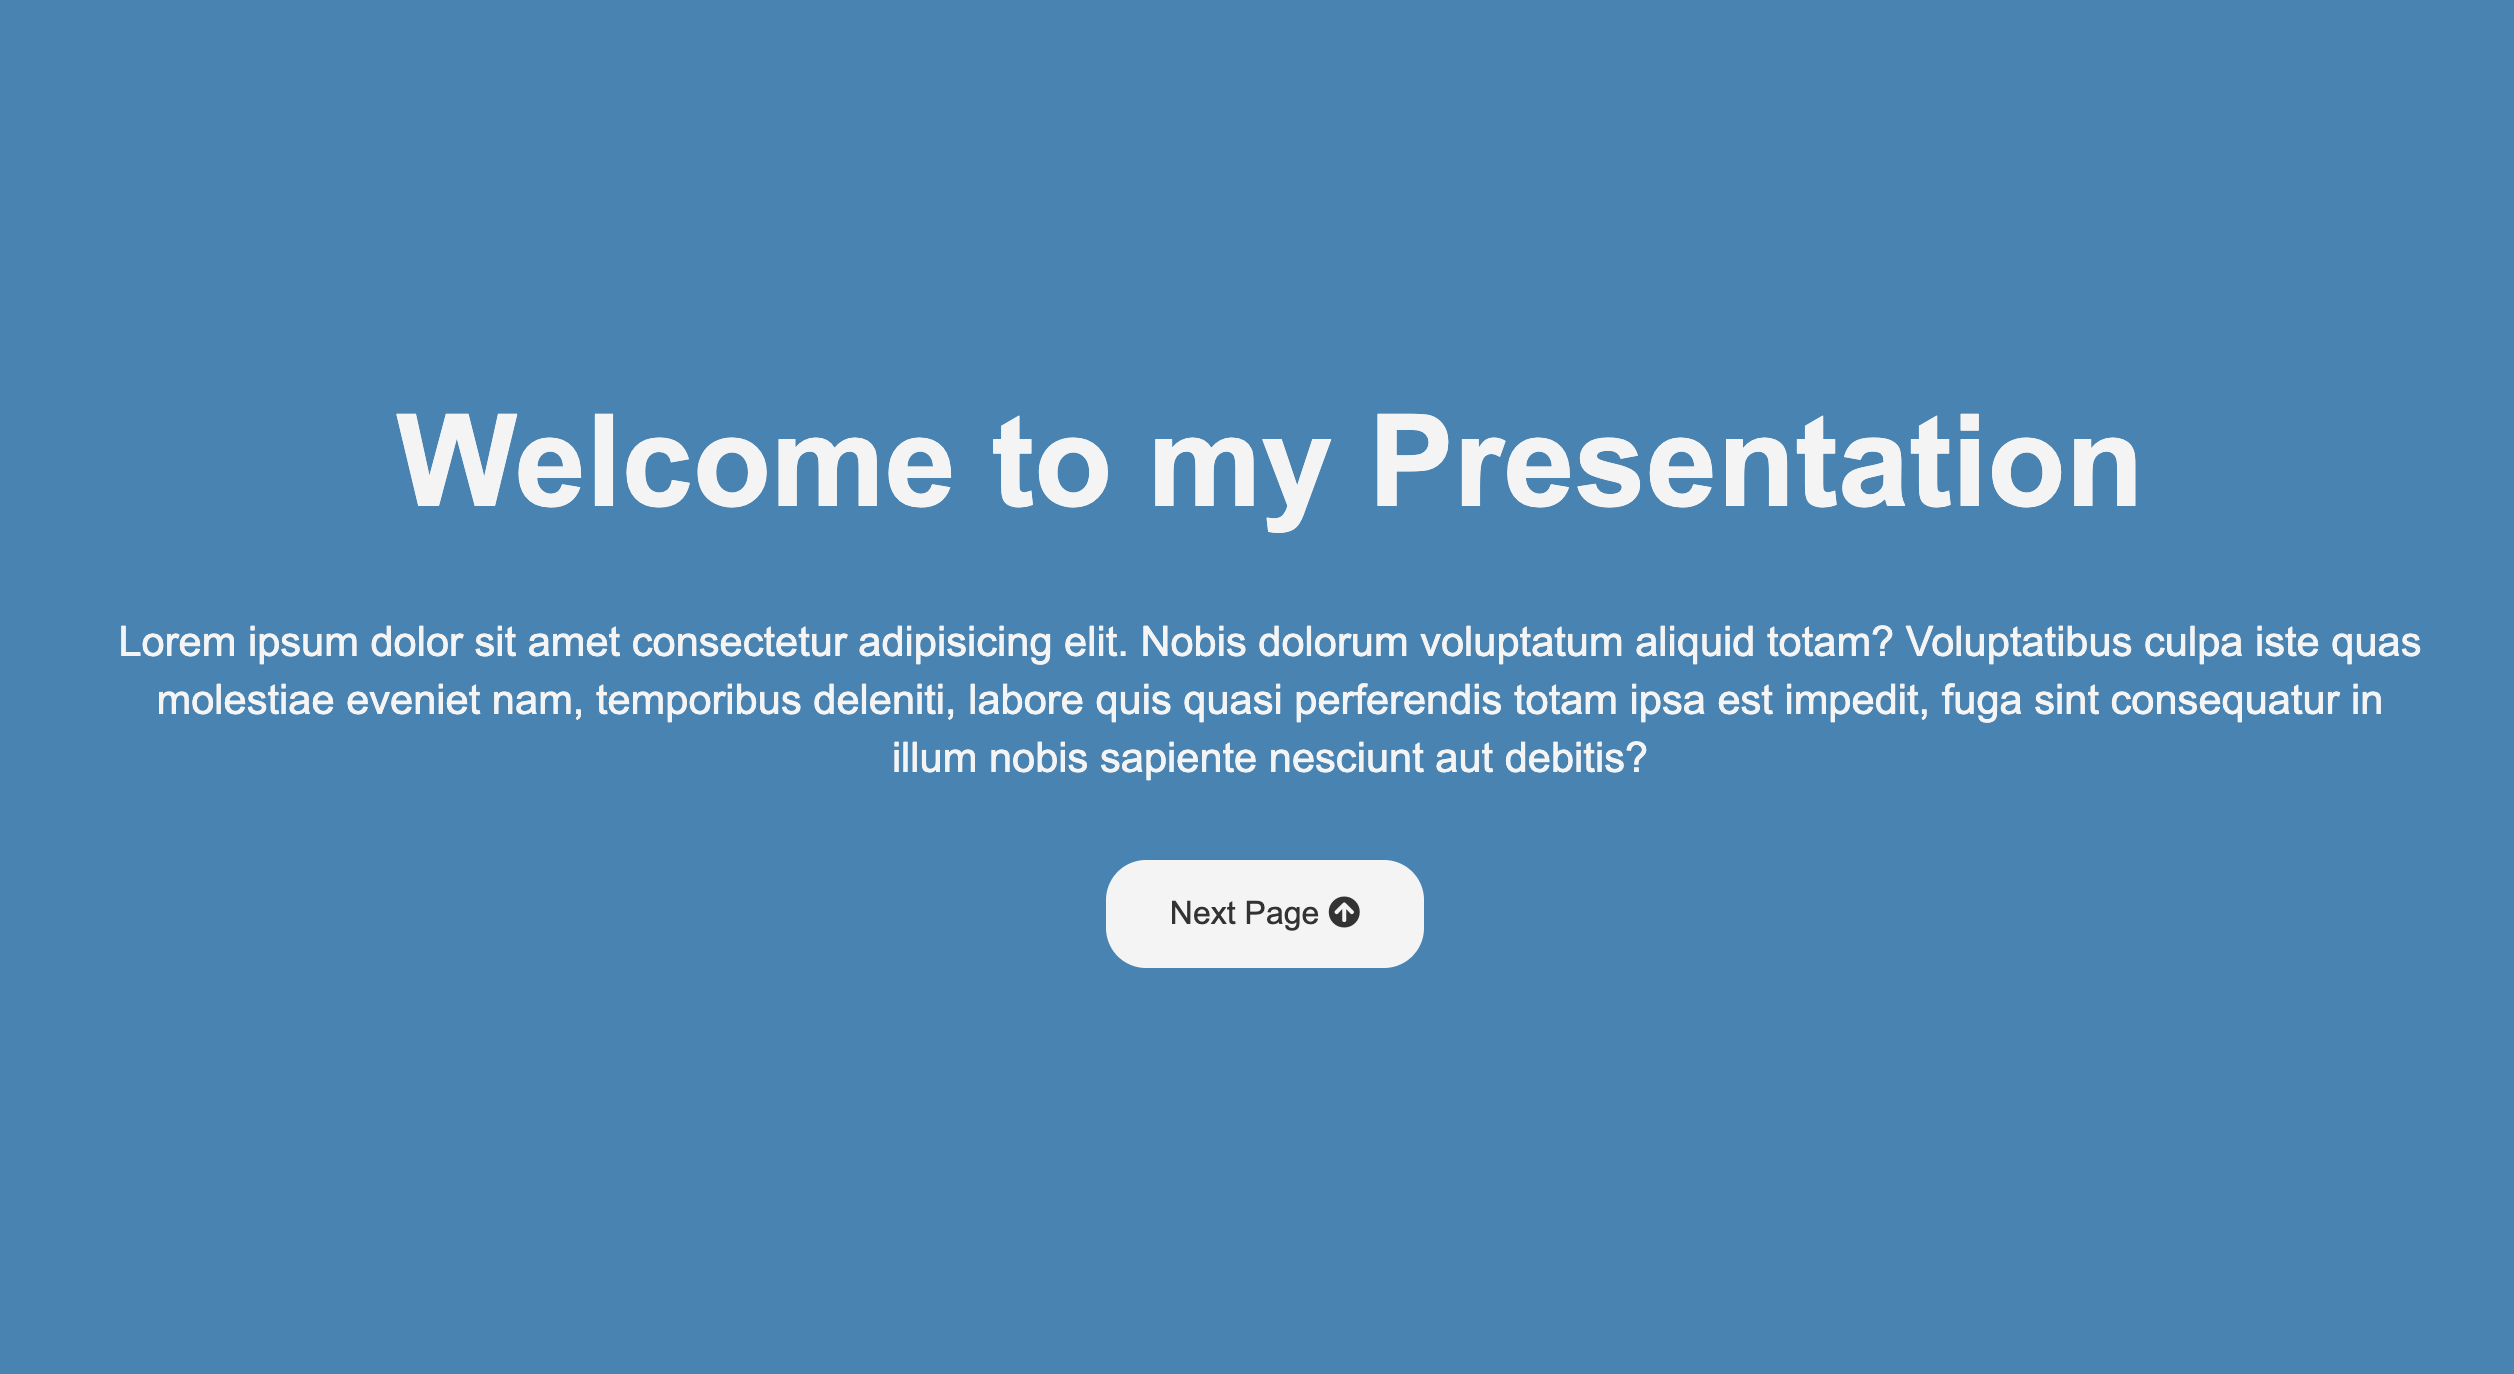 Welcome to my Presentation
Lorem ipsum dolor sit amet consectetur adipisicing elit. Nobis dolorum voluptatum aliquid totam? Voluptatibus culpa iste quas
molestiae eveniet nam, temporibus deleniti, labore quis quasi perferendis totam ipsa est impedit, fuga sint consequatur in
illum nobis sapiente nesciunt aut debitis?
Next Page